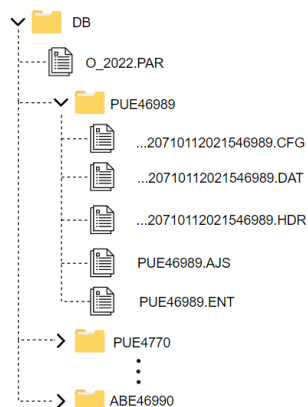 DB
O_2022.PAR
PUE46989
...20710112021546989.CFG
...20710112021546989.DAT
...20710112021546989.HDR
PUE46989.AJS
PUE46989.ENT
PUE4770
ABE46990